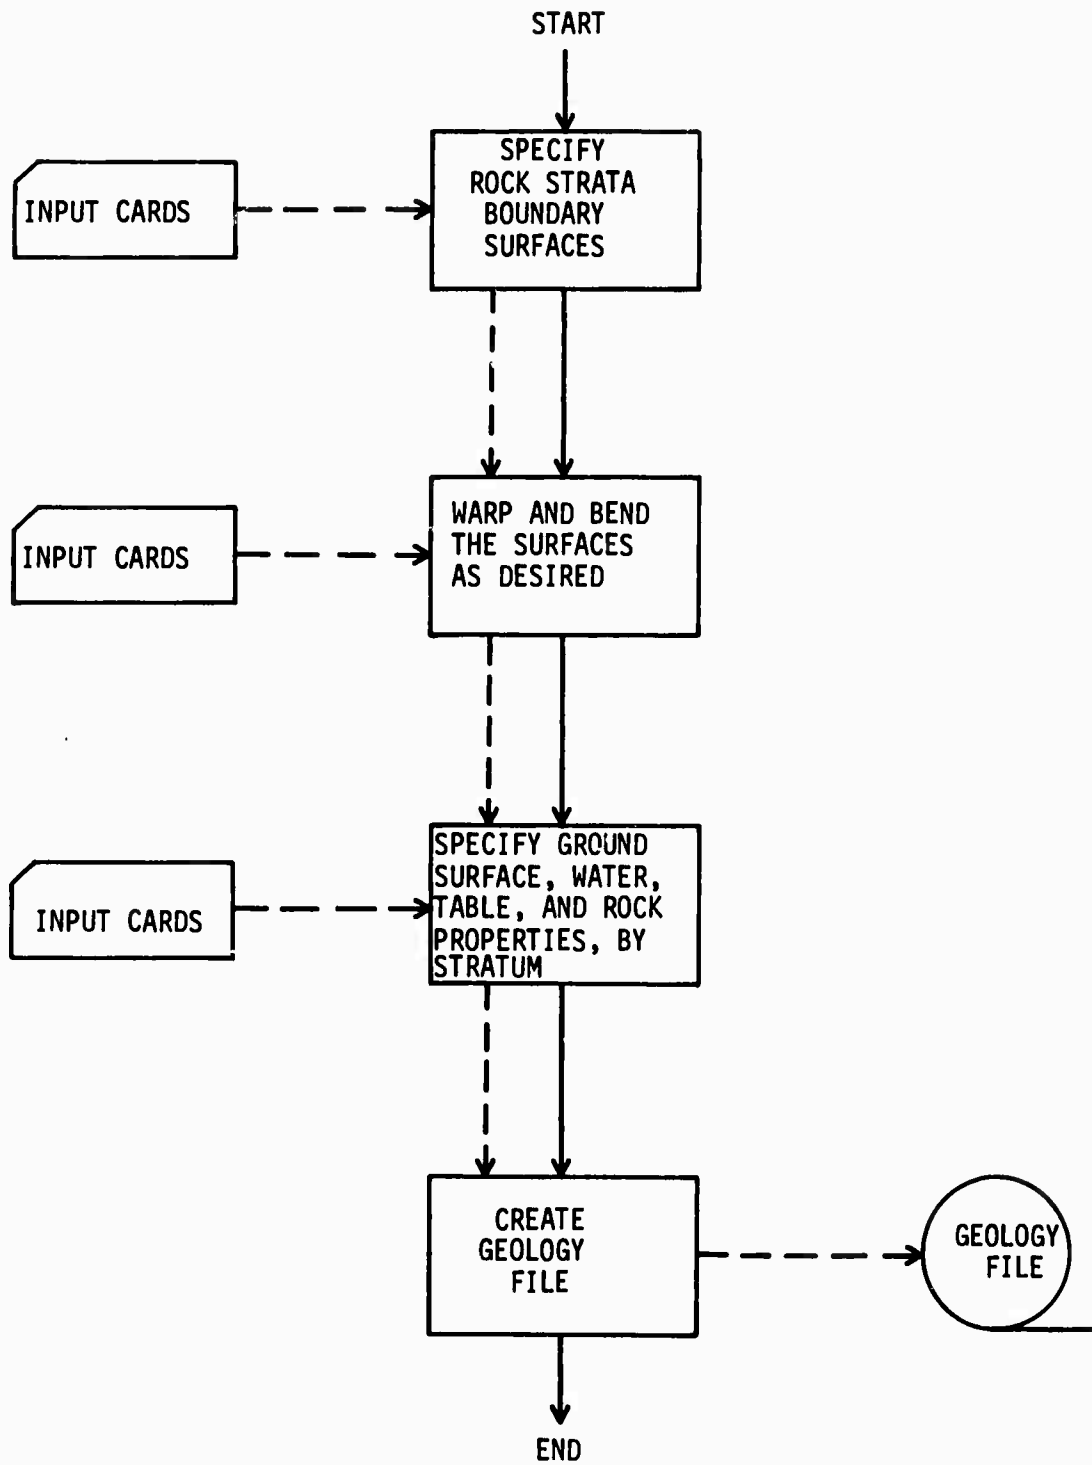 START
SPECIFY
ROCK STRATA
BOUNDARY
SURFACES
INPUT CARDS
WARP AND BEND
THE SURFACES
AS DESIRED
INPUT CARDS
SPECIFY GROUND
SURFACE, WATER,
TABLE, AND ROCK
PROPERTIES, BY
STRATUM
INPUT CARDS
CREATE
GEOLOGY
FILE
GEOLOGY
FILE
END